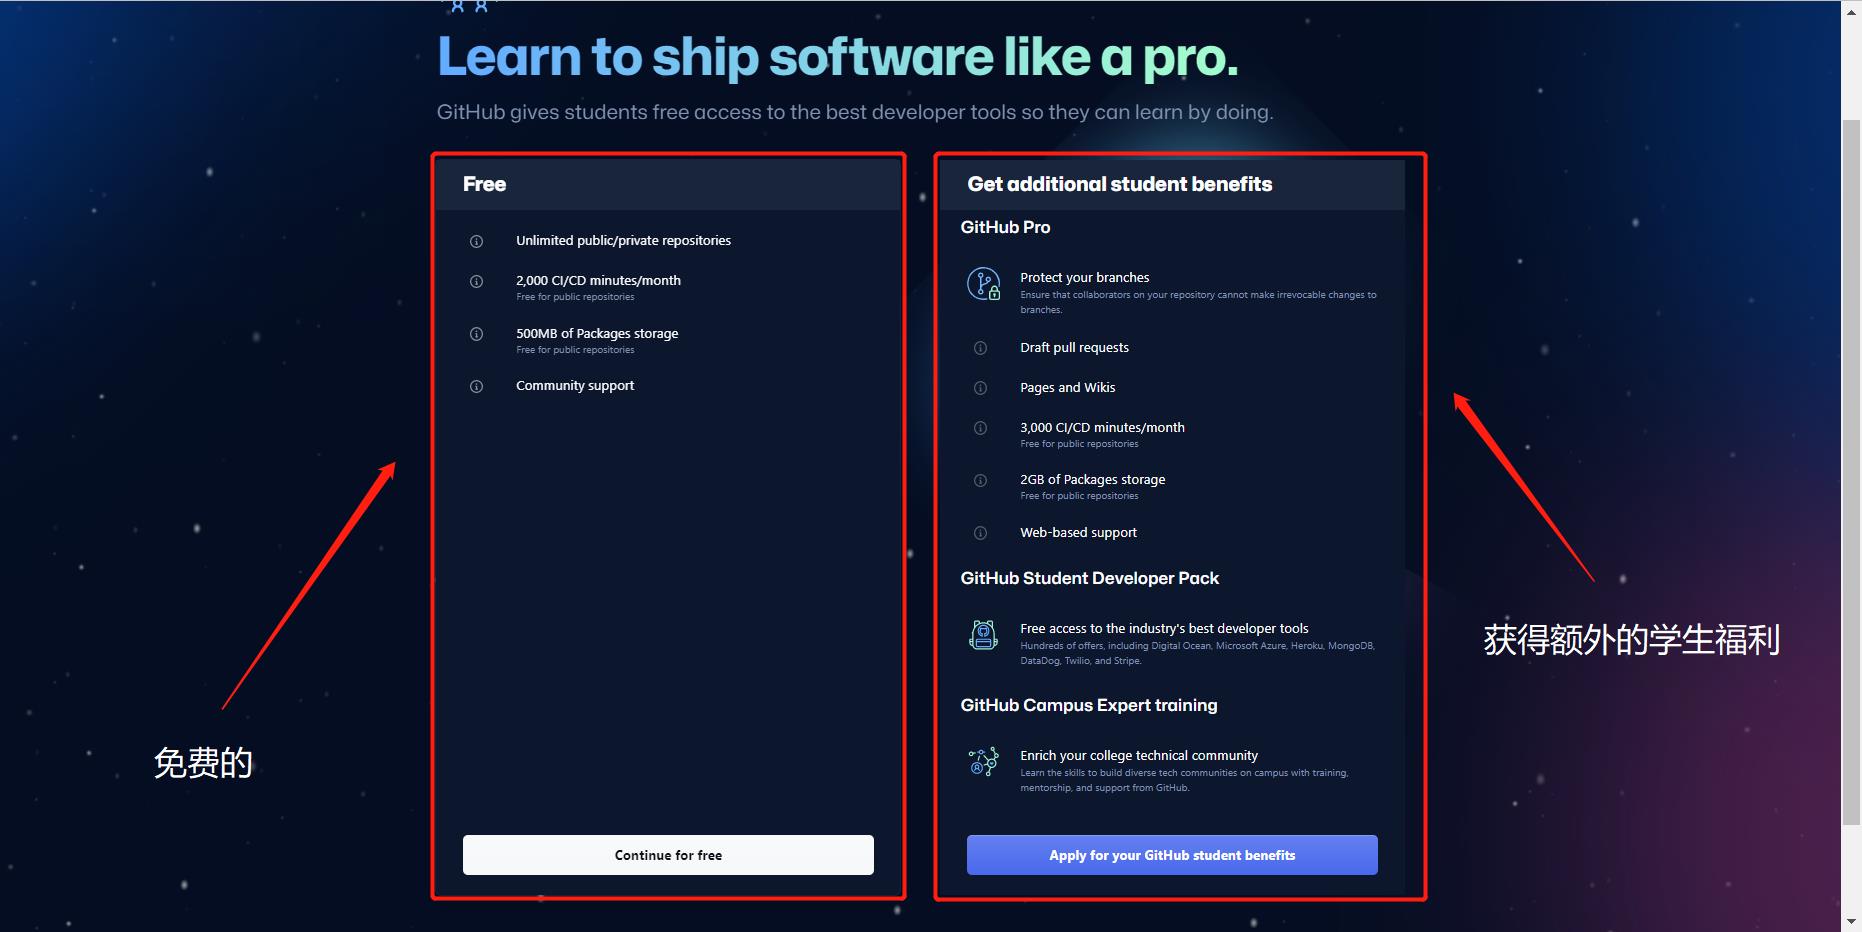 Learn to ship software like a pro.
GitHub gives students free access to the best developer tools so they can learn by doing.
Free
Unlimited public/private repositories
2,000 CI/CD minutes/month
Free for public repositories
500MB of Packages storage
Free for public repositories
Community support
Continue for free
Get additional student benefits
GitHub Pro
Protect your branches
Ensure that collaborators on your repository cannot make irrevocable changes to
branches.
Draft pull requests
Pages and Wikis
3,000 CI/CD minutes/month
Free for public repositories
2GB of Packages storage
Free for public repositories
Web-based support
GitHub Student Developer Pack
Free access to the industry's best developer tools
Hundreds of offers, including Digital Ocean, Microsoft Azure, Heroku, MongoDB,
DataDog, Twilio, and Stripe.
GitHub Campus Expert training
Enrich your college technical community
Learn the skills to build diverse tech communities on campus with training,
mentorship, and support from GitHub.
Apply for your GitHub student benefits
免费的
获得额外的学生福利